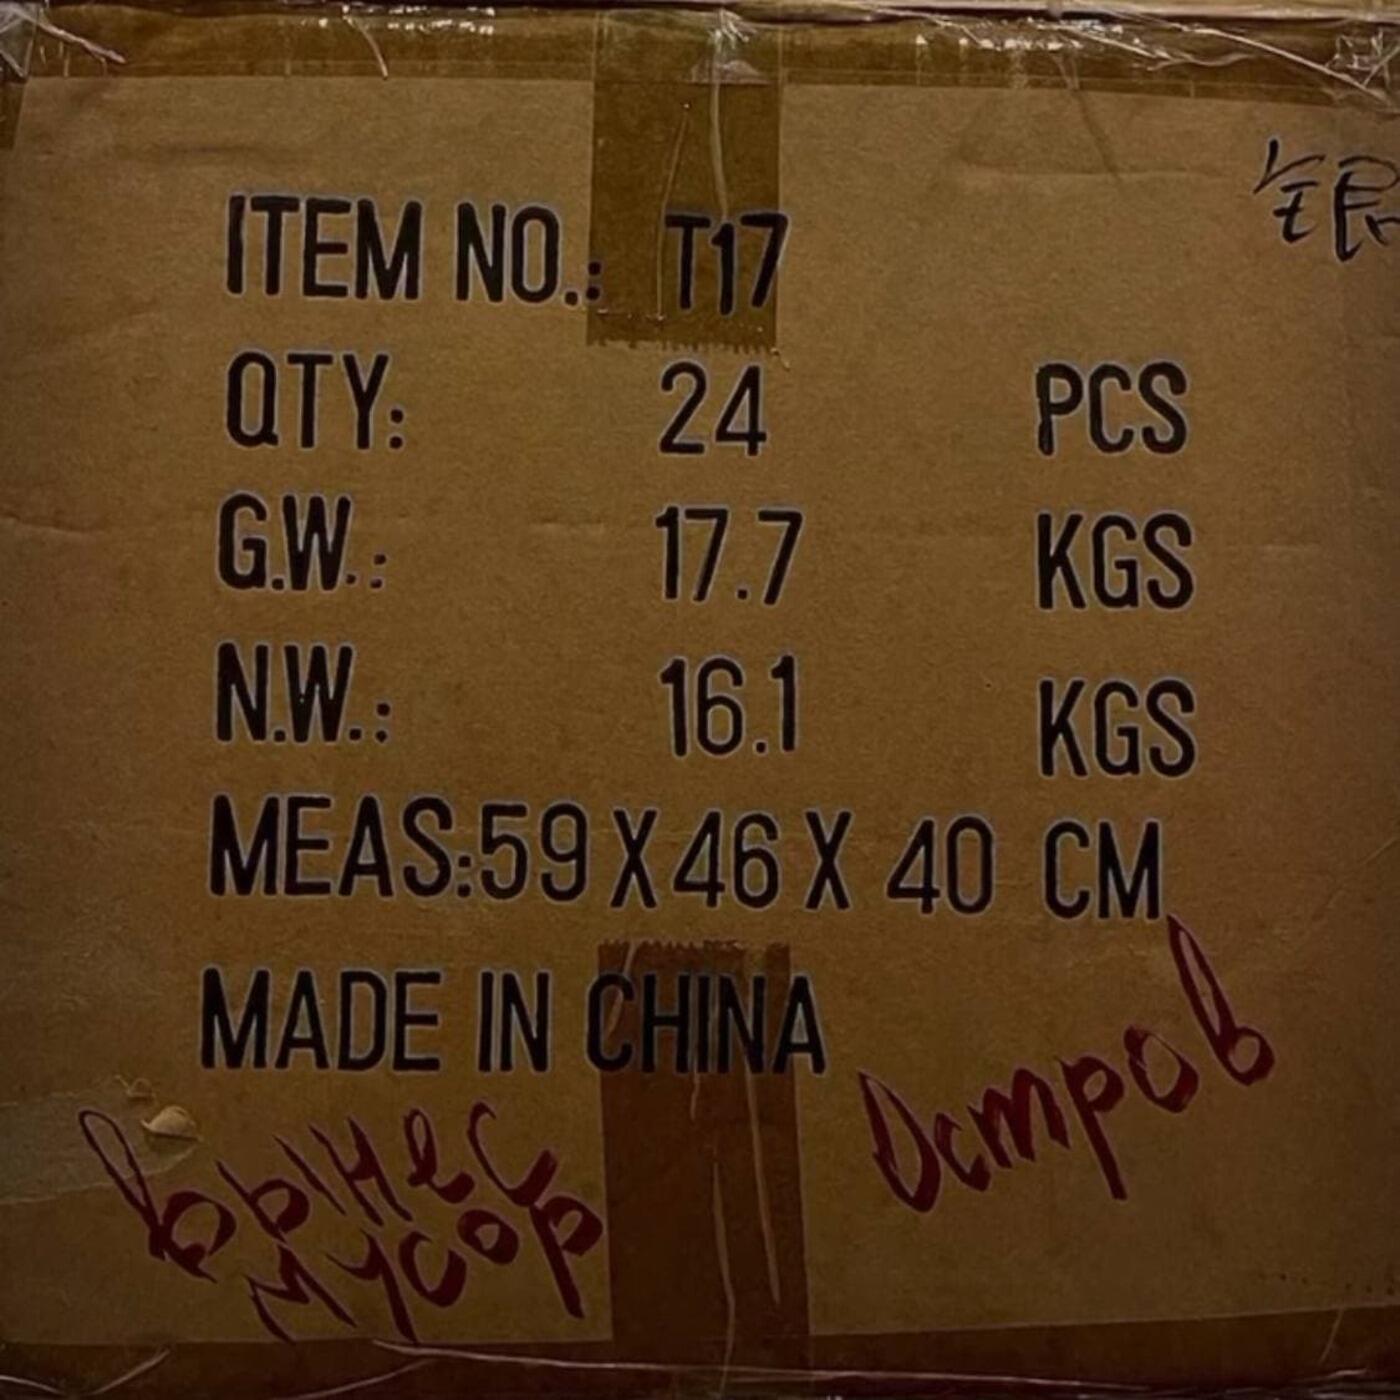 ITEM NO.: T17
QTY: 24 PCS
G.W.: 17.7 KGS
N.W.: 16.1 KGS
MEAS:59 X 46 X 40 CM
MADE IN CHINA
Остров
вынес
мусор